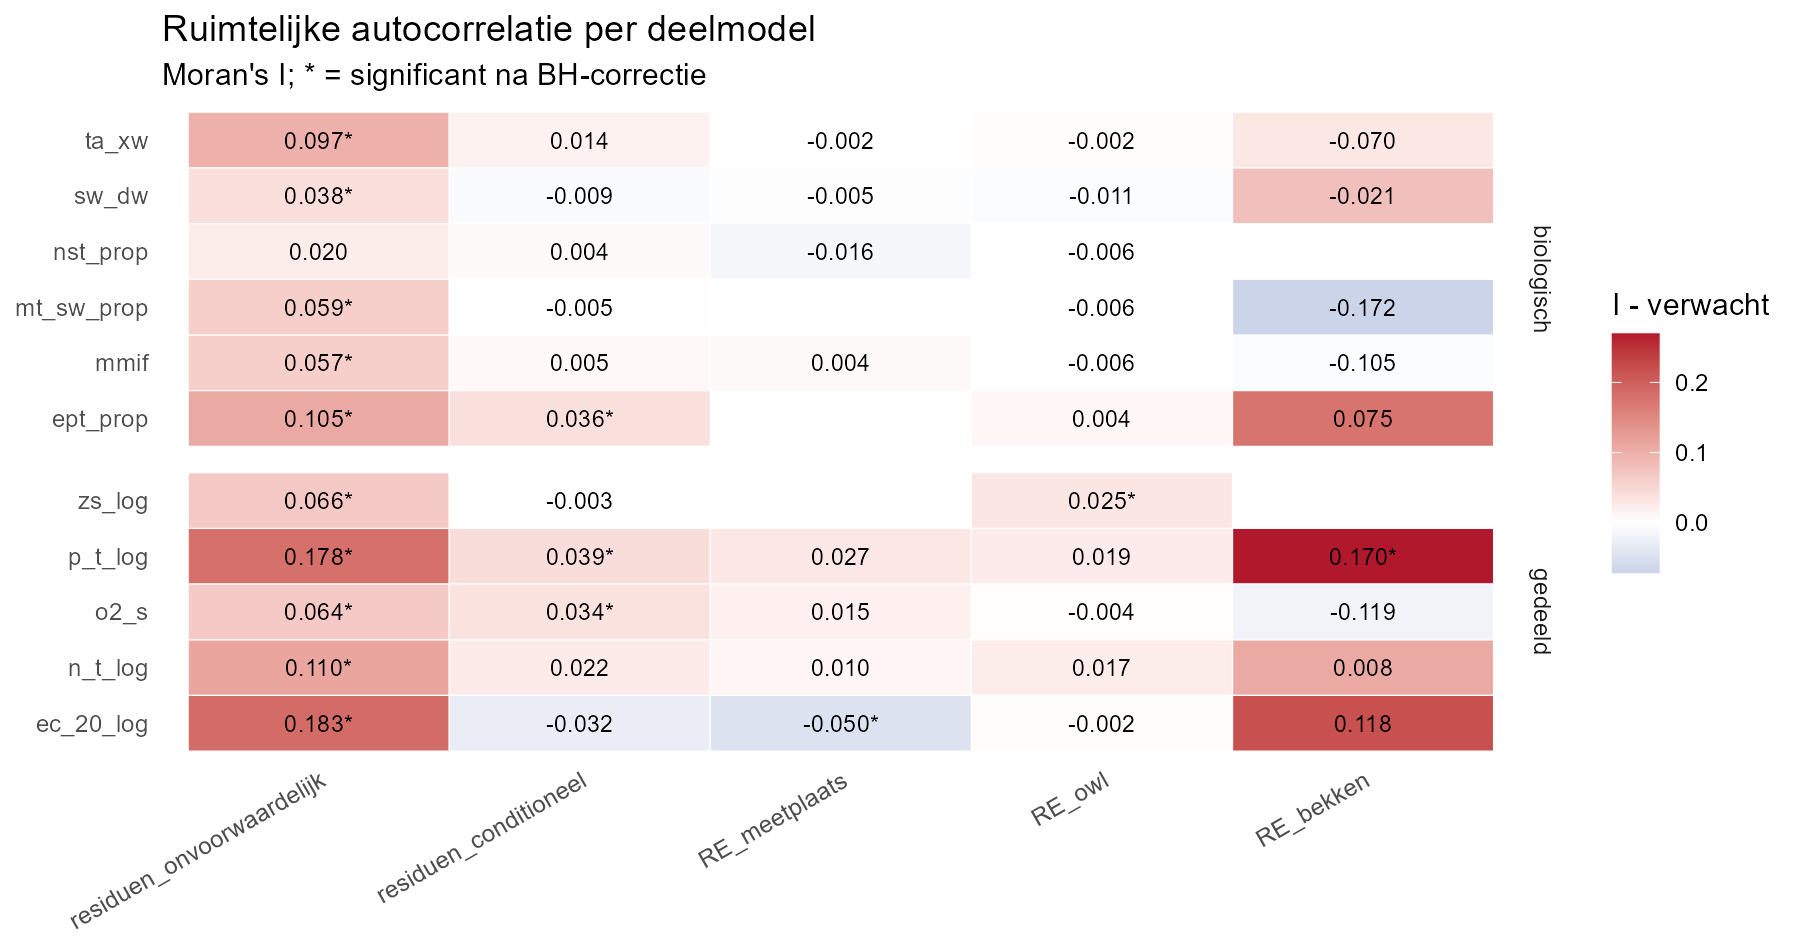 Ruimtelijke autocorrelatie per deelmodel
Moran's I; * = significant na BH-correctie
ta_xw 0.097* 0.014 -0.002 -0.002 -0.070
sw_dw 0.038* -0.009 -0.005 -0.011 -0.021
nst_prop 0.020 0.004 -0.016 -0.006
mt_sw_prop 0.059* -0.005 -0.006 -0.172
mmif 0.057* 0.005 0.004 -0.006 -0.105
ept_prop 0.105* 0.036* 0.004 0.075
biologisch
zs_log 0.066* -0.003 0.025*
p_t_log 0.178* 0.039* 0.027 0.019 0.170*
o2_s 0.064* 0.034* 0.015 -0.004 -0.119
n_t_log 0.110* 0.022 0.010 0.017 0.008
ec_20_log 0.183* -0.032 -0.050* -0.002 0.118
gedeeld
residuen_onvoorwaardelijk
residuen_conditioneel
RE_meetplaats
RE_owl
RE_bekken
I - verwacht
0.2
0.1
0.0